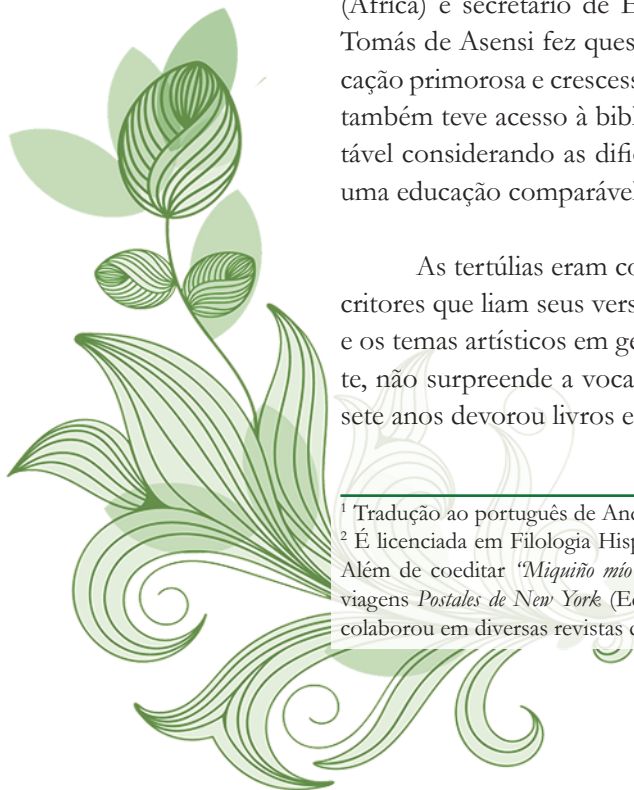 (África) e secretário de E
Tomás de Asensi fez ques
cação primorosa e crescess
também teve acesso à bibl
tável considerando as difi
uma educação comparável
As tertúlias eram co
critores que liam seus vers
e os temas artísticos em ge
te, não surpreende a voca
sete anos devorou livros e
¹ Tradução ao português de And
² É licenciada em Filologia Hisp
Além de coeditar “Miquiño mío
viagens Postales de New York (Ed
colaborou em diversas revistas d